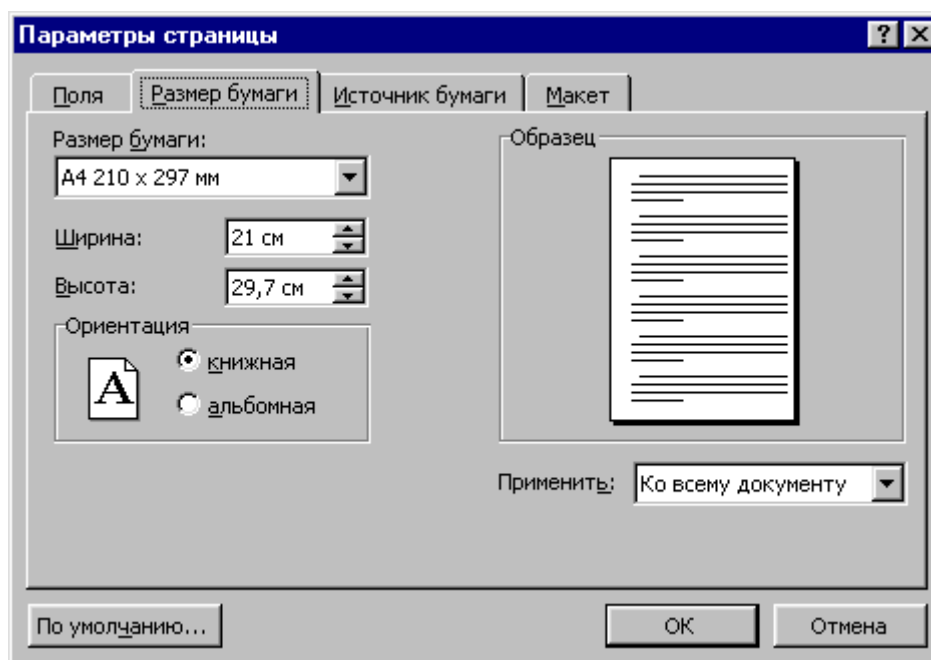 Параметры страницы
Поля Размер бумаги Источник бумаги Макет
Размер бумаги:
A4 210 x 297 мм
Ширина: 21 см
Высота: 29,7 см
Ориентация
A
книжная
альбомная
Образец
Применить: Ко всему документу
По умолчанию... ОК Отмена